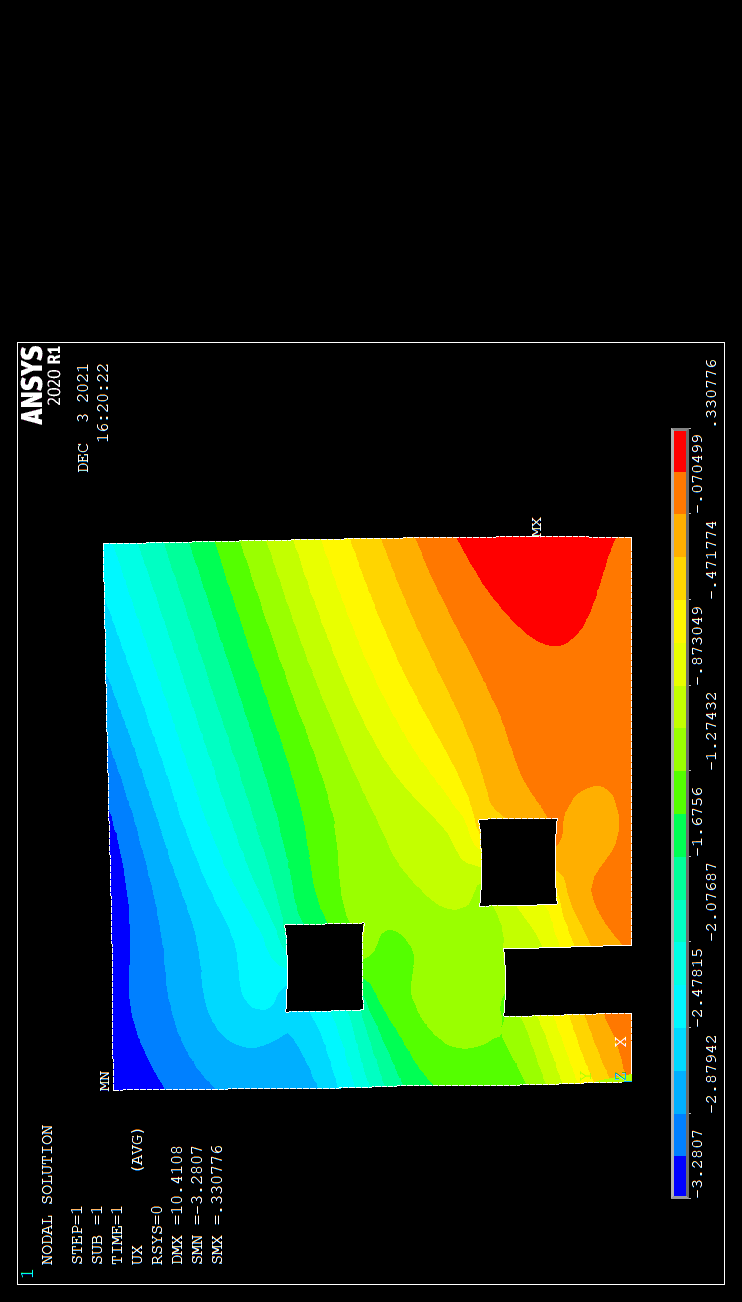 1
NODAL SOLUTION
STEP=1
SUB =1
TIME=1
UX (AVG)
RSYS=0
DMX =10.4108
SMN =-3.2807
SMX =.330776
ANSYS
2020 R1
DEC 3 2021
16:20:22
MN
MX
Y
Z X
-3.2807
-2.87942
-2.47815
-2.07687
-1.6756
-1.27432
-.873049
-.471774
-.070499
.330776